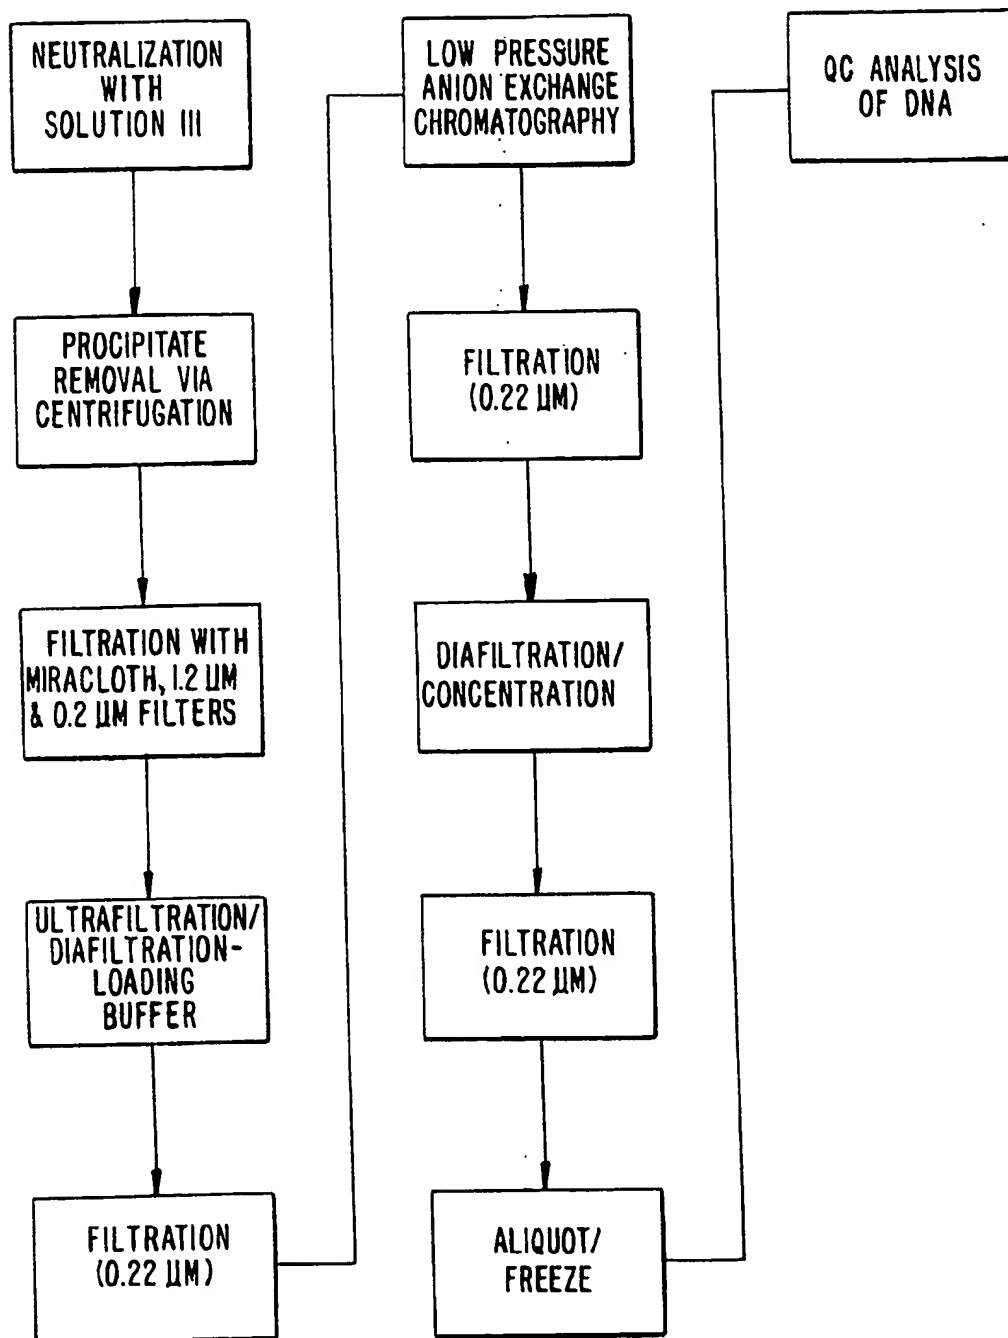 NEUTRALIZATION
WITH
SOLUTION III
PROCIPITATE
REMOVAL VIA
CENTRIFUGATION
FILTRATION WITH
MIRACLOTH, 1.2 µM
& 0.2 µM FILTERS
ULTRAFILTRATION/
DIAFILTRATION-
LOADING
BUFFER
FILTRATION
(0.22 µM)
LOW PRESSURE
ANION EXCHANGE
CHROMATOGRAPHY
FILTRATION
(0.22 µM)
DIAFILTRATION/
CONCENTRATION
FILTRATION
(0.22 µM)
ALIQUOT/
FREEZE
QC ANALYSIS
OF DNA